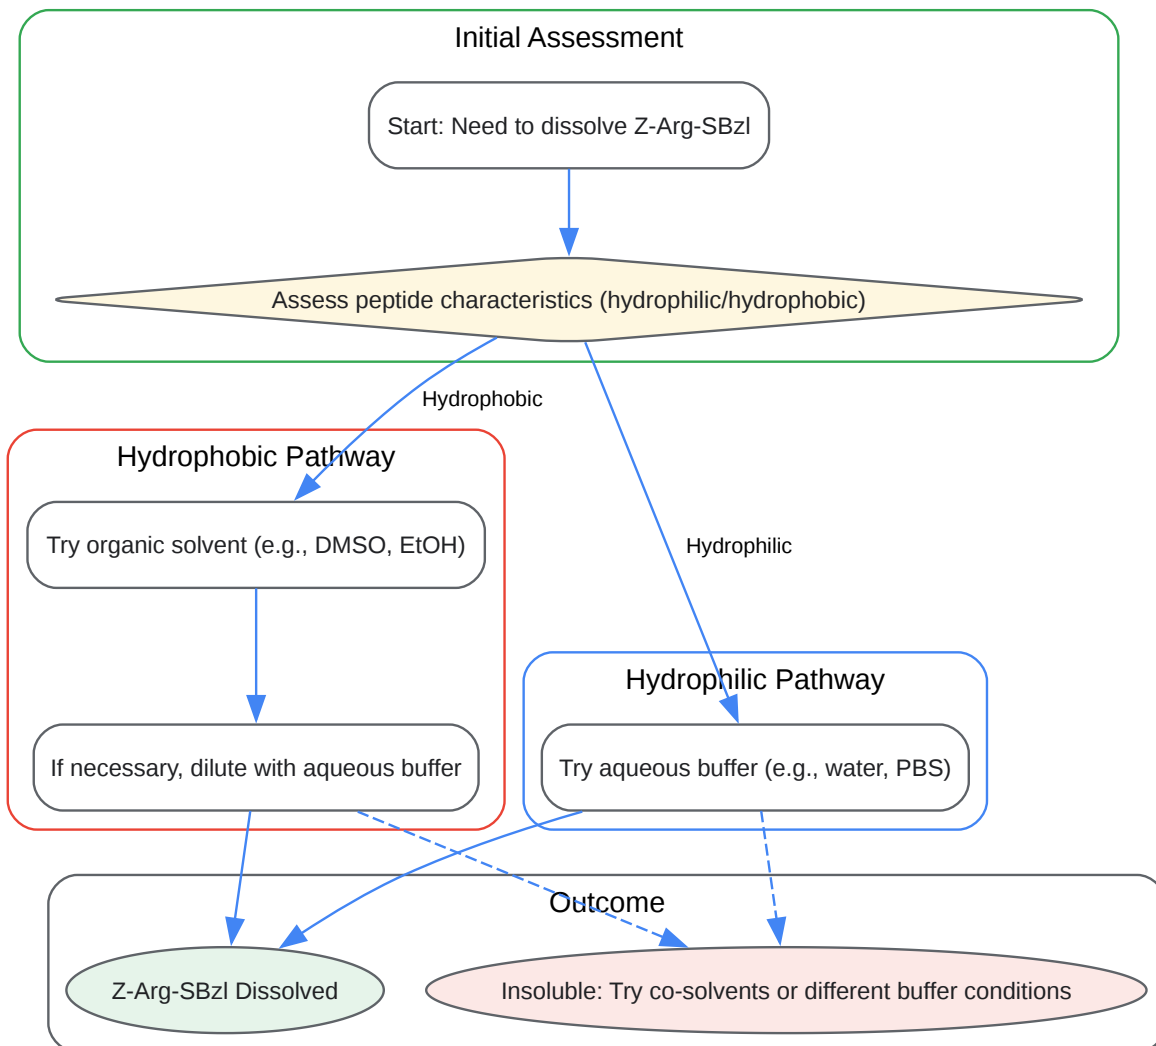 Initial Assessment
Start: Need to dissolve Z-Arg-SBzl
Assess peptide characteristics (hydrophilic/hydrophobic)
Hydrophobic
Hydrophobic Pathway
Try organic solvent (e.g., DMSO, EtOH)
Hydrophilic
Hydrophilic Pathway
If necessary, dilute with aqueous buffer
Try aqueous buffer (e.g., water, PBS)
Outcome
Z-Arg-SBzl Dissolved
Insoluble: Try co-solvents or different buffer conditions